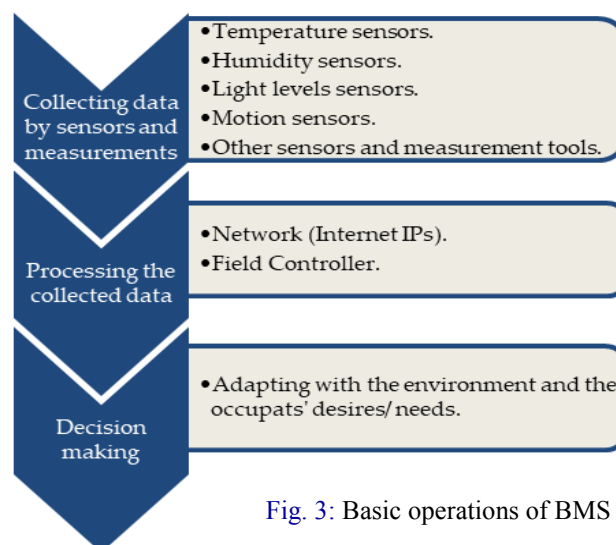 Collecting data
by sensors and
measurements
•Temperature sensors.
•Humidity sensors.
•Light levels sensors.
•Motion sensors.
•Other sensors and measurement tools.
Processing the
collected data
•Network (Internet IPs).
•Field Controller.
Decision
making
•Adapting with the environment and the
occupats' desires/needs.
Fig. 3: Basic operations of BMS